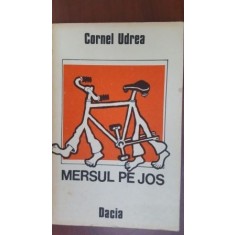 Cornel Udrea
MERSUL PE JOS
Dacia